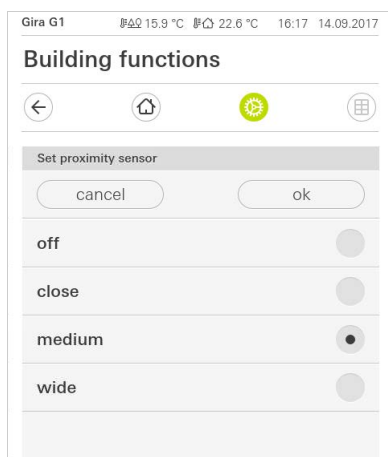 Gira G1 15.9 °C 22.6 °C 16:17 14.09.2017
Building functions
Set proximity sensor
cancel ok
off
close
medium
wide